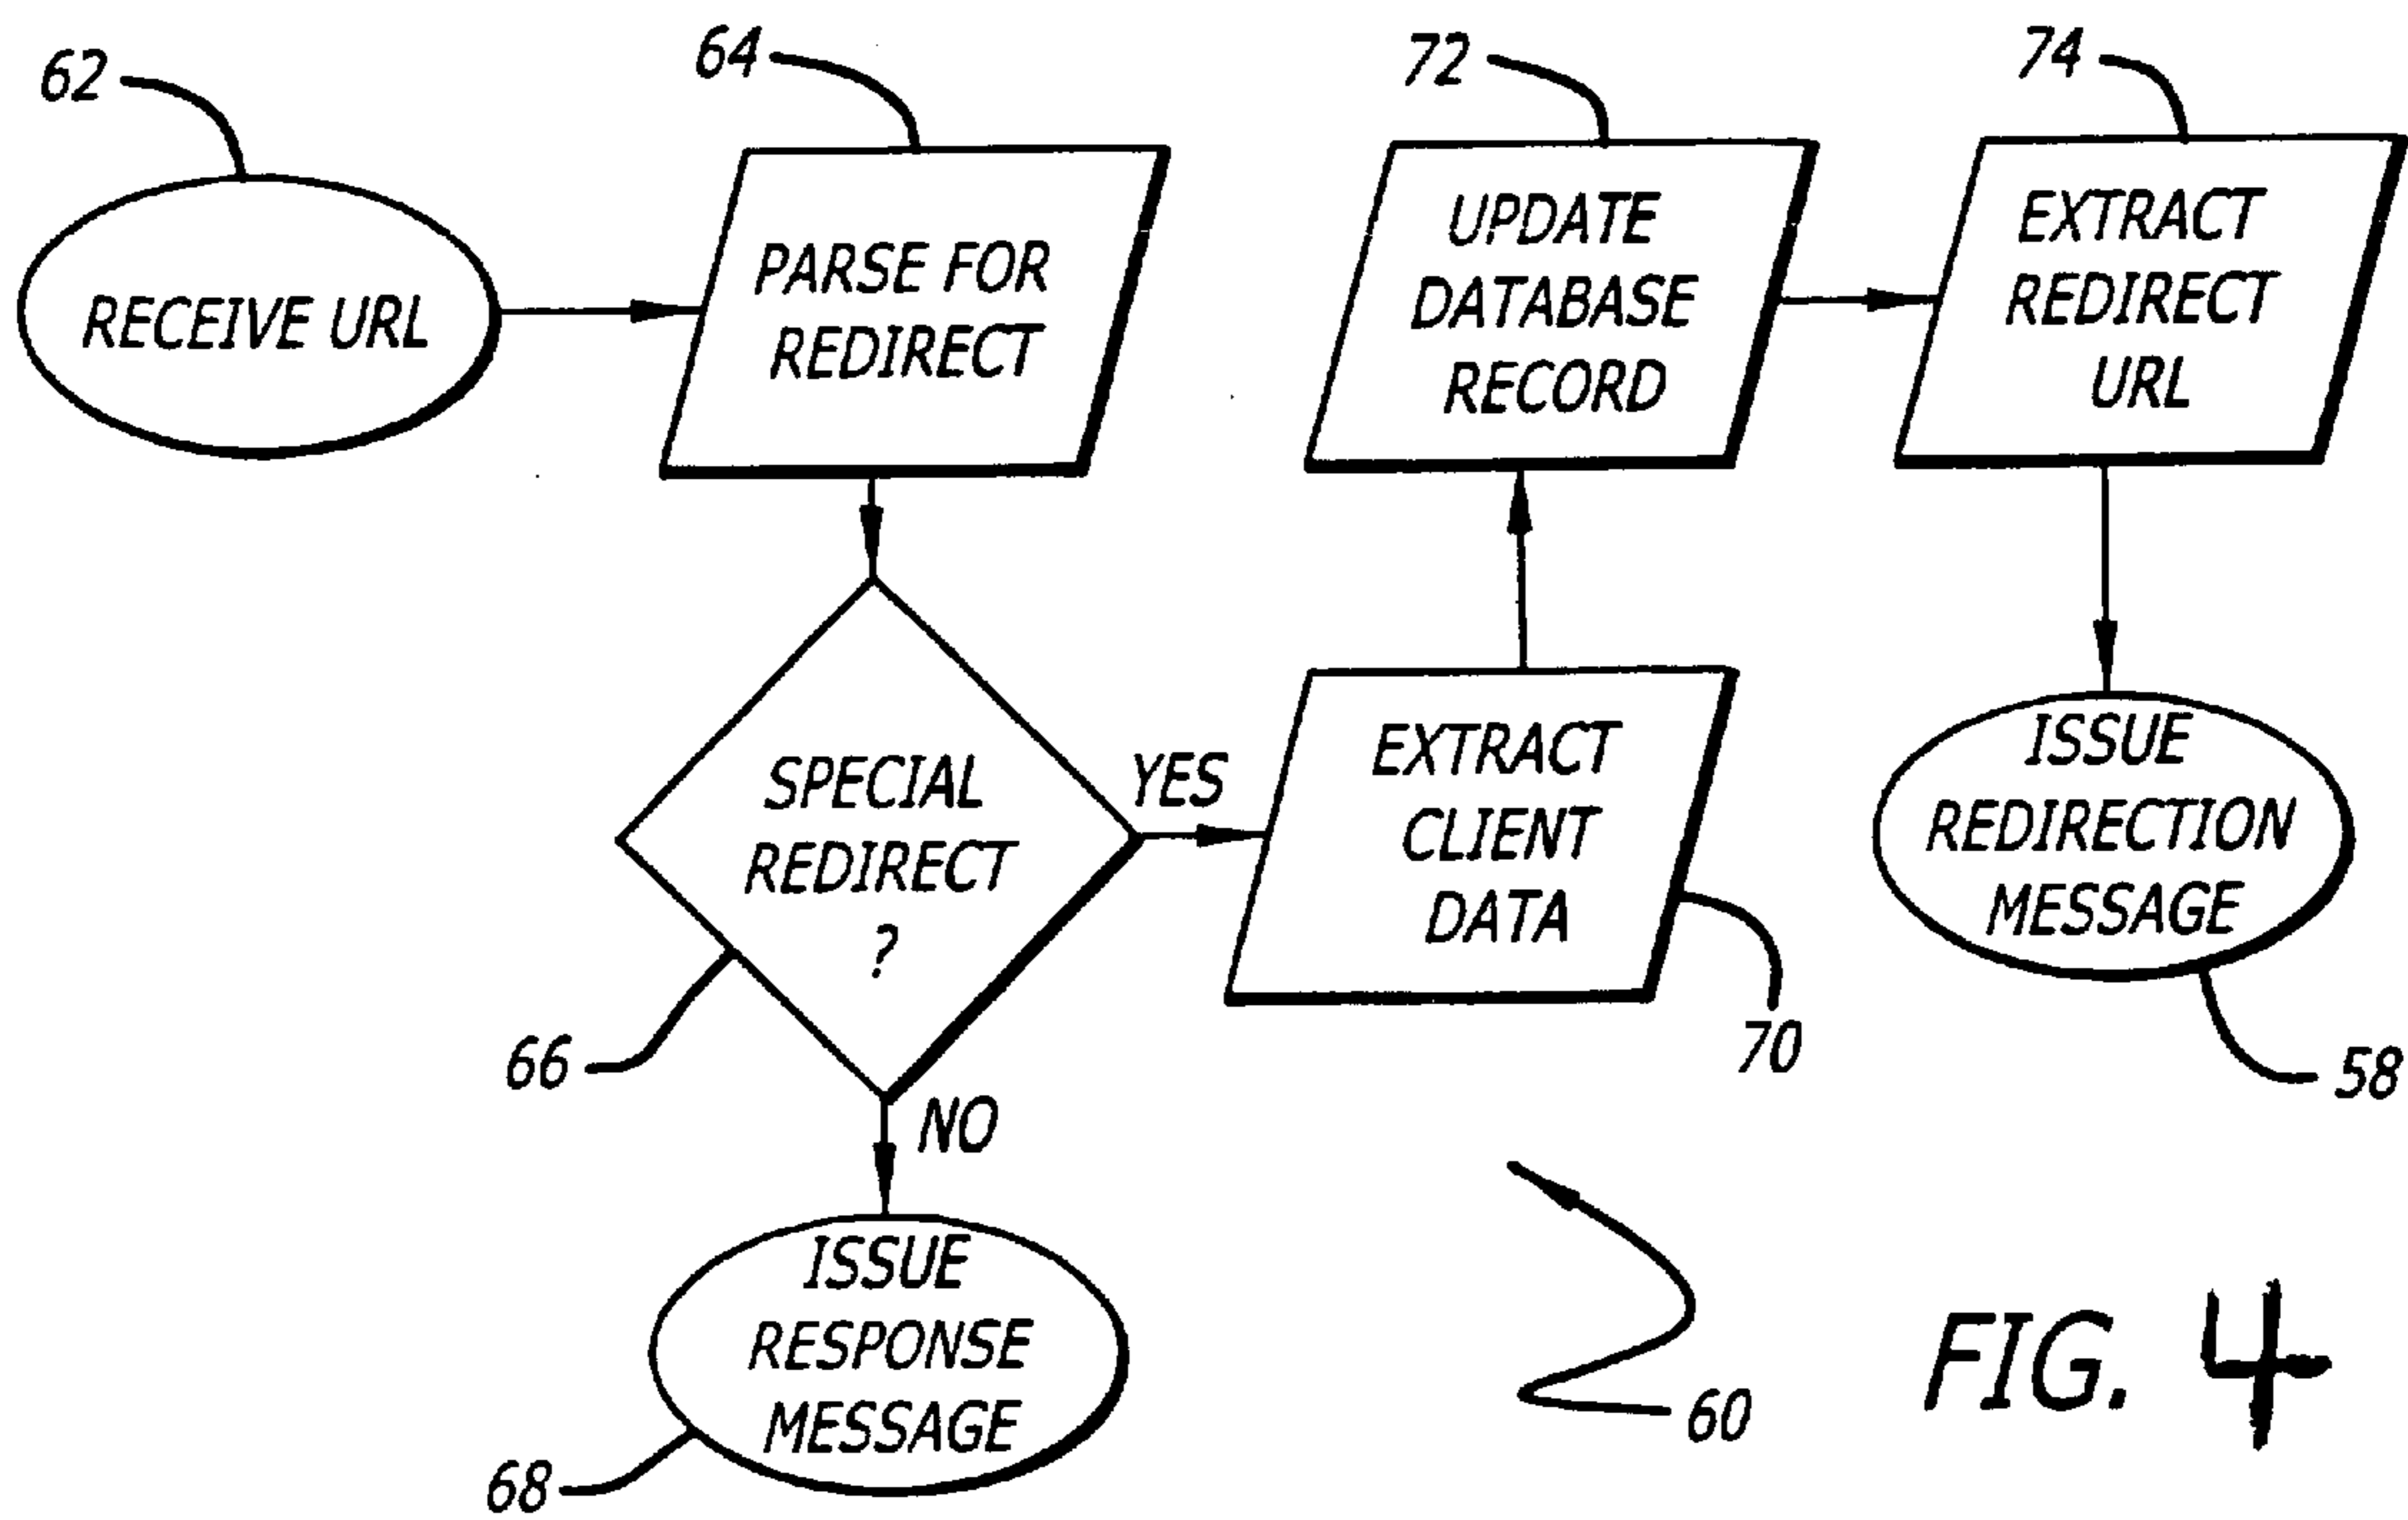 62
64
72
74
RECEIVE URL
PARSE FOR
REDIRECT
UPDATE
DATABASE
RECORD
EXTRACT
REDIRECT
URL
SPECIAL
REDIRECT
?
YES
EXTRACT
CLIENT
DATA
ISSUE
REDIRECTION
MESSAGE
66
70
58
NO
ISSUE
RESPONSE
MESSAGE
68
60
FIG. 4